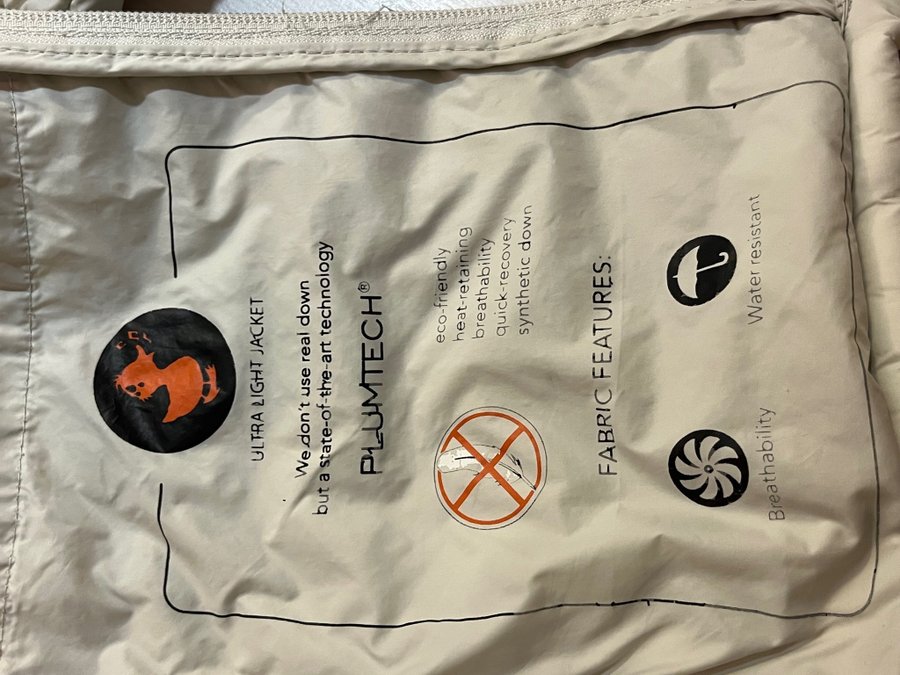 ULTRA LIGHT JACKET
We don't use real down
but a state-of-the-art technology
PLUMTECH®
eco-friendly
heat-retaining
breathability
quick-recovery
synthetic down
FABRIC FEATURES:
Breathability
Water resistant